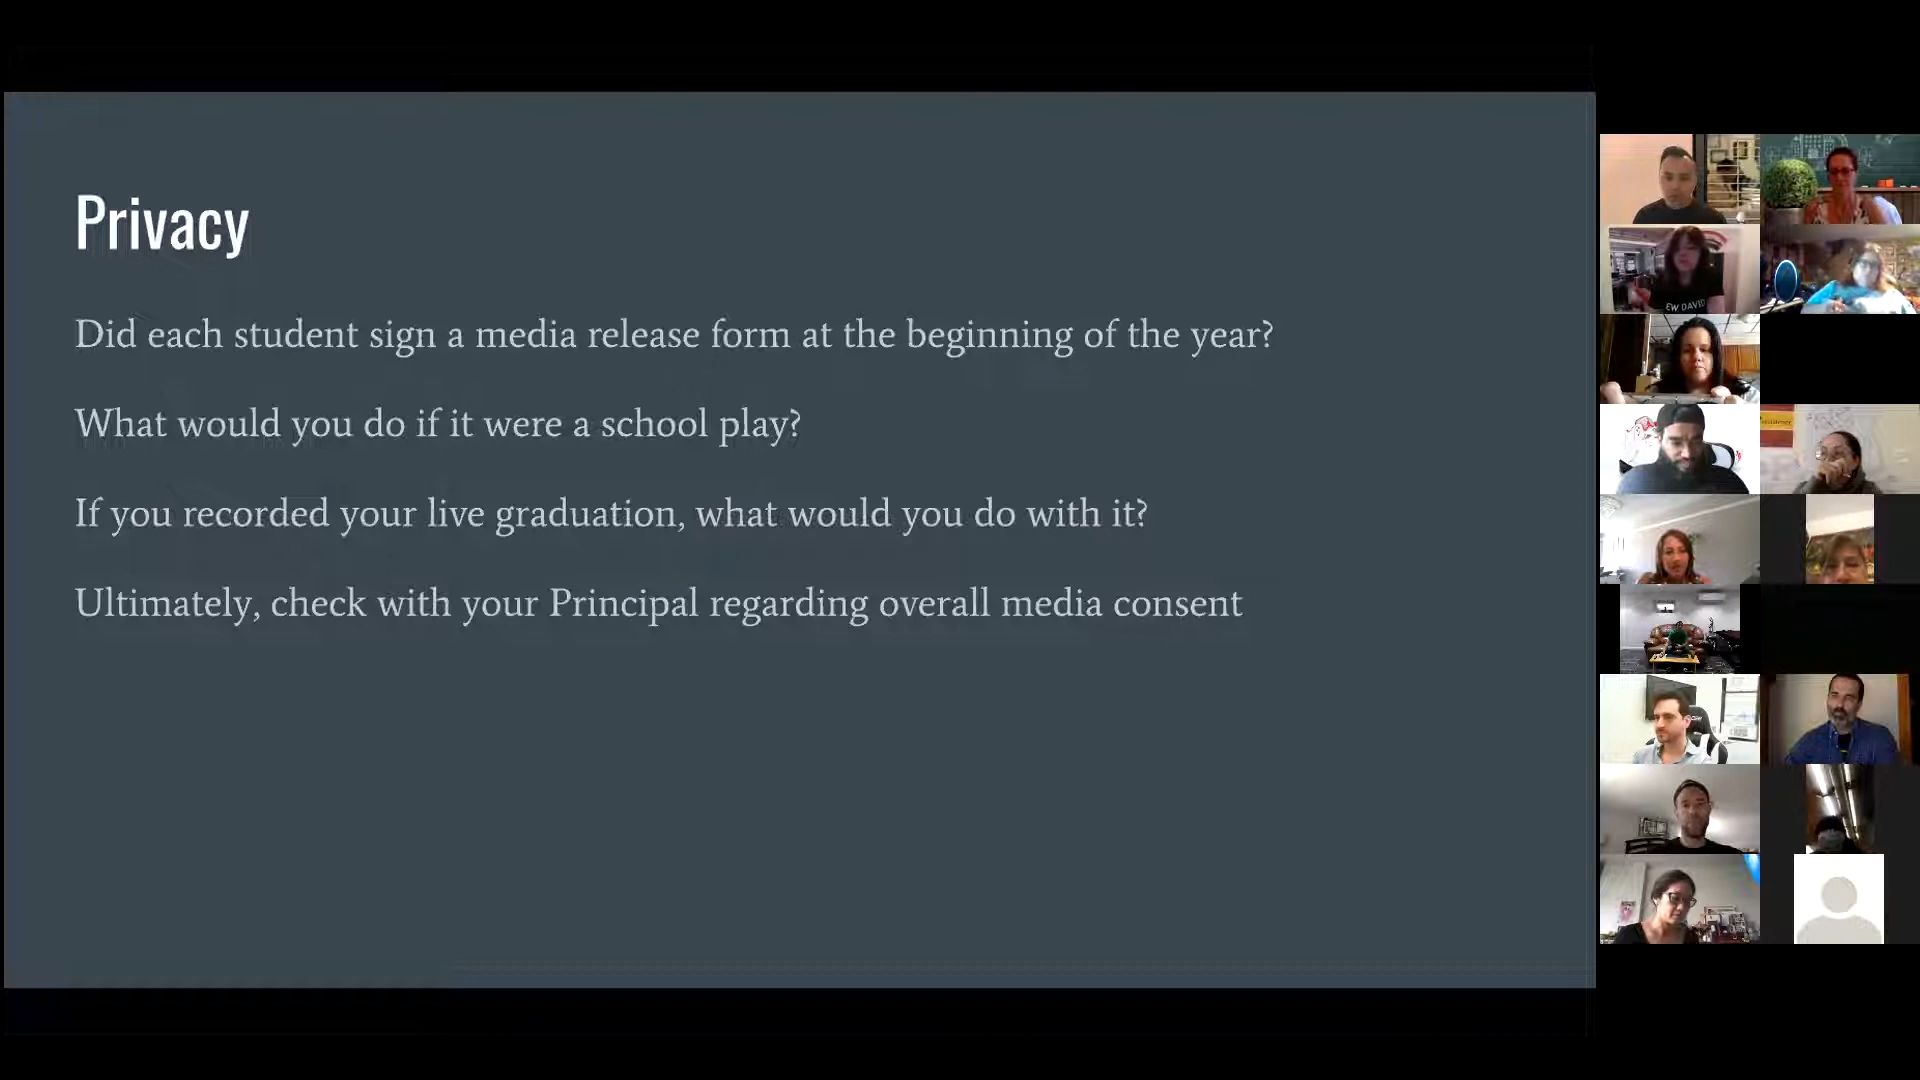 Privacy
Did each student sign a media release form at the beginning of the year?
What would you do if it were a school play?
If you recorded your live graduation, what would you do with it?
Ultimately, check with your Principal regarding overall media consent
EW DAVID